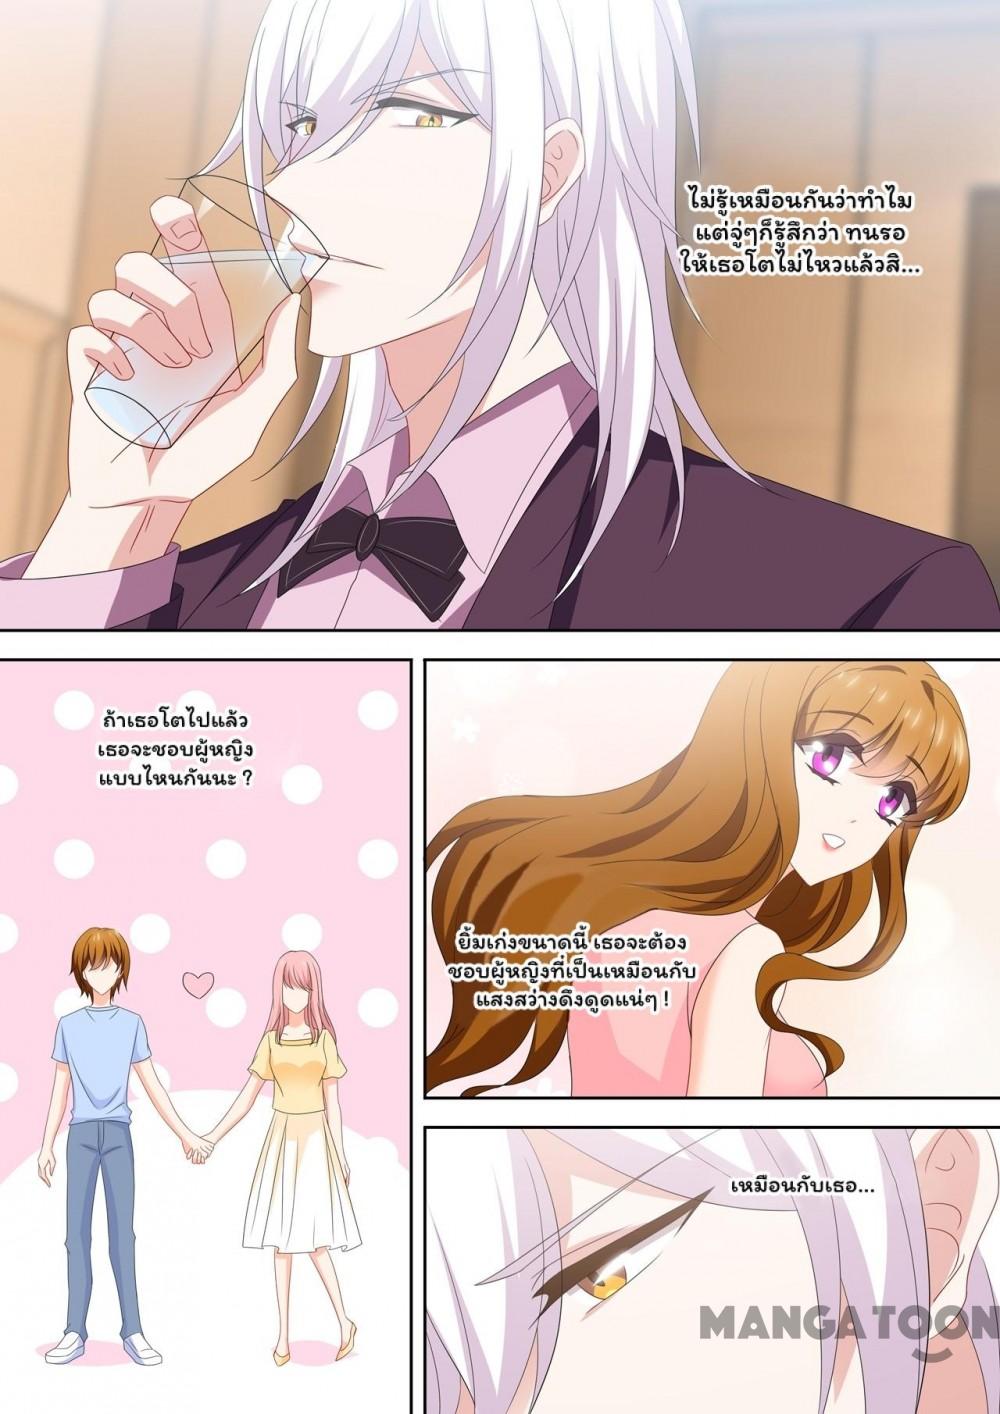 ไม่รู้เหมือนกันว่าทำไม
แต่จู่ๆก็รู้สึกว่า ทนรอ
ให้เธอโตไม่ไหวแล้วสิ...
ถ้าเธอโตไปแล้ว
เธอจะชอบผู้หญิง
แบบไหนกันนะ ?
ยิ้มเก่งขนาดนี้ เธอจะต้อง
ชอบผู้หญิงที่เป็นเหมือนกับ
แสงสว่างดึงดูดแน่ๆ !
เหมือนกับเธอ...
MANGATOON